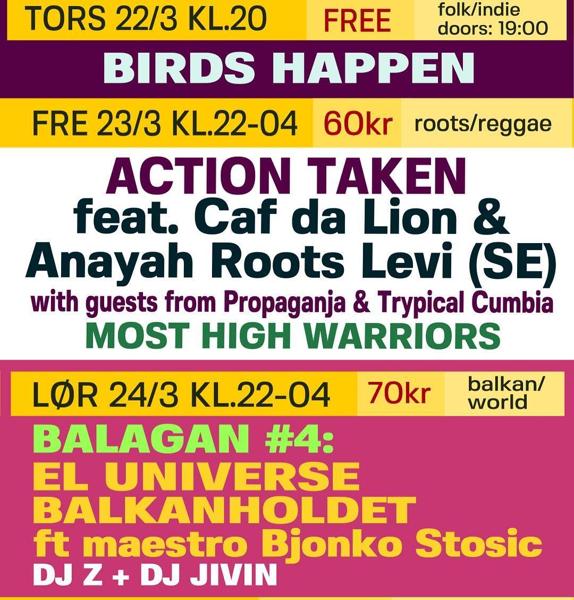 TORS 22/3 KL.20 FREE folk/indie
doors: 19:00
BIRDS HAPPEN
FRE 23/3 KL.22-04 60kr roots/reggae
ACTION TAKEN
feat. Caf da Lion &
Anayah Roots Levi (SE)
with guests from Propaganja & Trypical Cumbia
MOST HIGH WARRIORS
LØR 24/3 KL.22-04 70kr balkan/
world
BALAGAN #4:
EL UNIVERSE
BALKANHOLDET
ft maestro Bjonko Stosic
DJ Z + DJ JIVIN